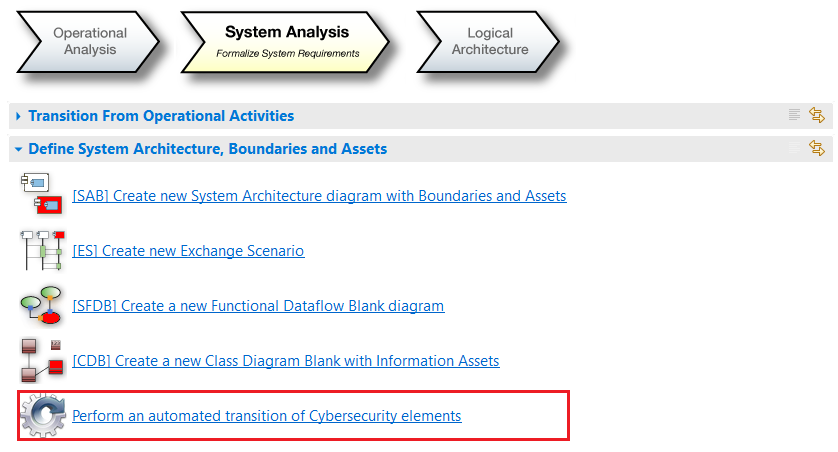 Operational
Analysis
System Analysis
Formalize System Requirements
Logical
Architecture
Transition From Operational Activities
Define System Architecture, Boundaries and Assets
[SAB] Create new System Architecture diagram with Boundaries and Assets
[ES] Create new Exchange Scenario
[SFDB] Create a new Functional Dataflow Blank diagram
[CDB] Create a new Class Diagram Blank with Information Assets
Perform an automated transition of Cybersecurity elements